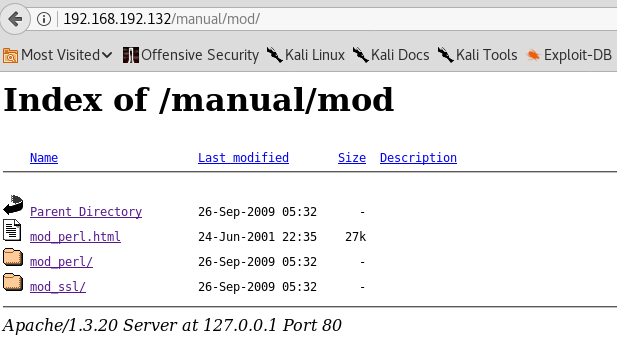 192.168.192.132/manual/mod/
Most Visited Offensive Security Kali Linux Kali Docs Kali Tools Exploit-DB
Index of /manual/mod
Name Last modified Size Description
Parent Directory 26-Sep-2009 05:32 -
mod_perl.html 24-Jun-2001 22:35 27k
mod_perl/ 26-Sep-2009 05:32 -
mod_ssl/ 26-Sep-2009 05:32 -
Apache/1.3.20 Server at 127.0.0.1 Port 80